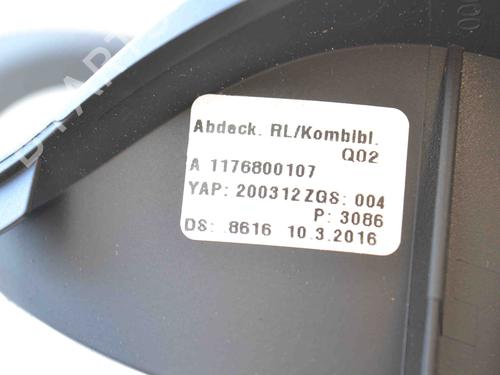 Abdeck. RL/Kombibl.
Q02
A 1176800107
YAP: 200312 ZGS: 004
P: 3086
DS: .8616 10.3.2016